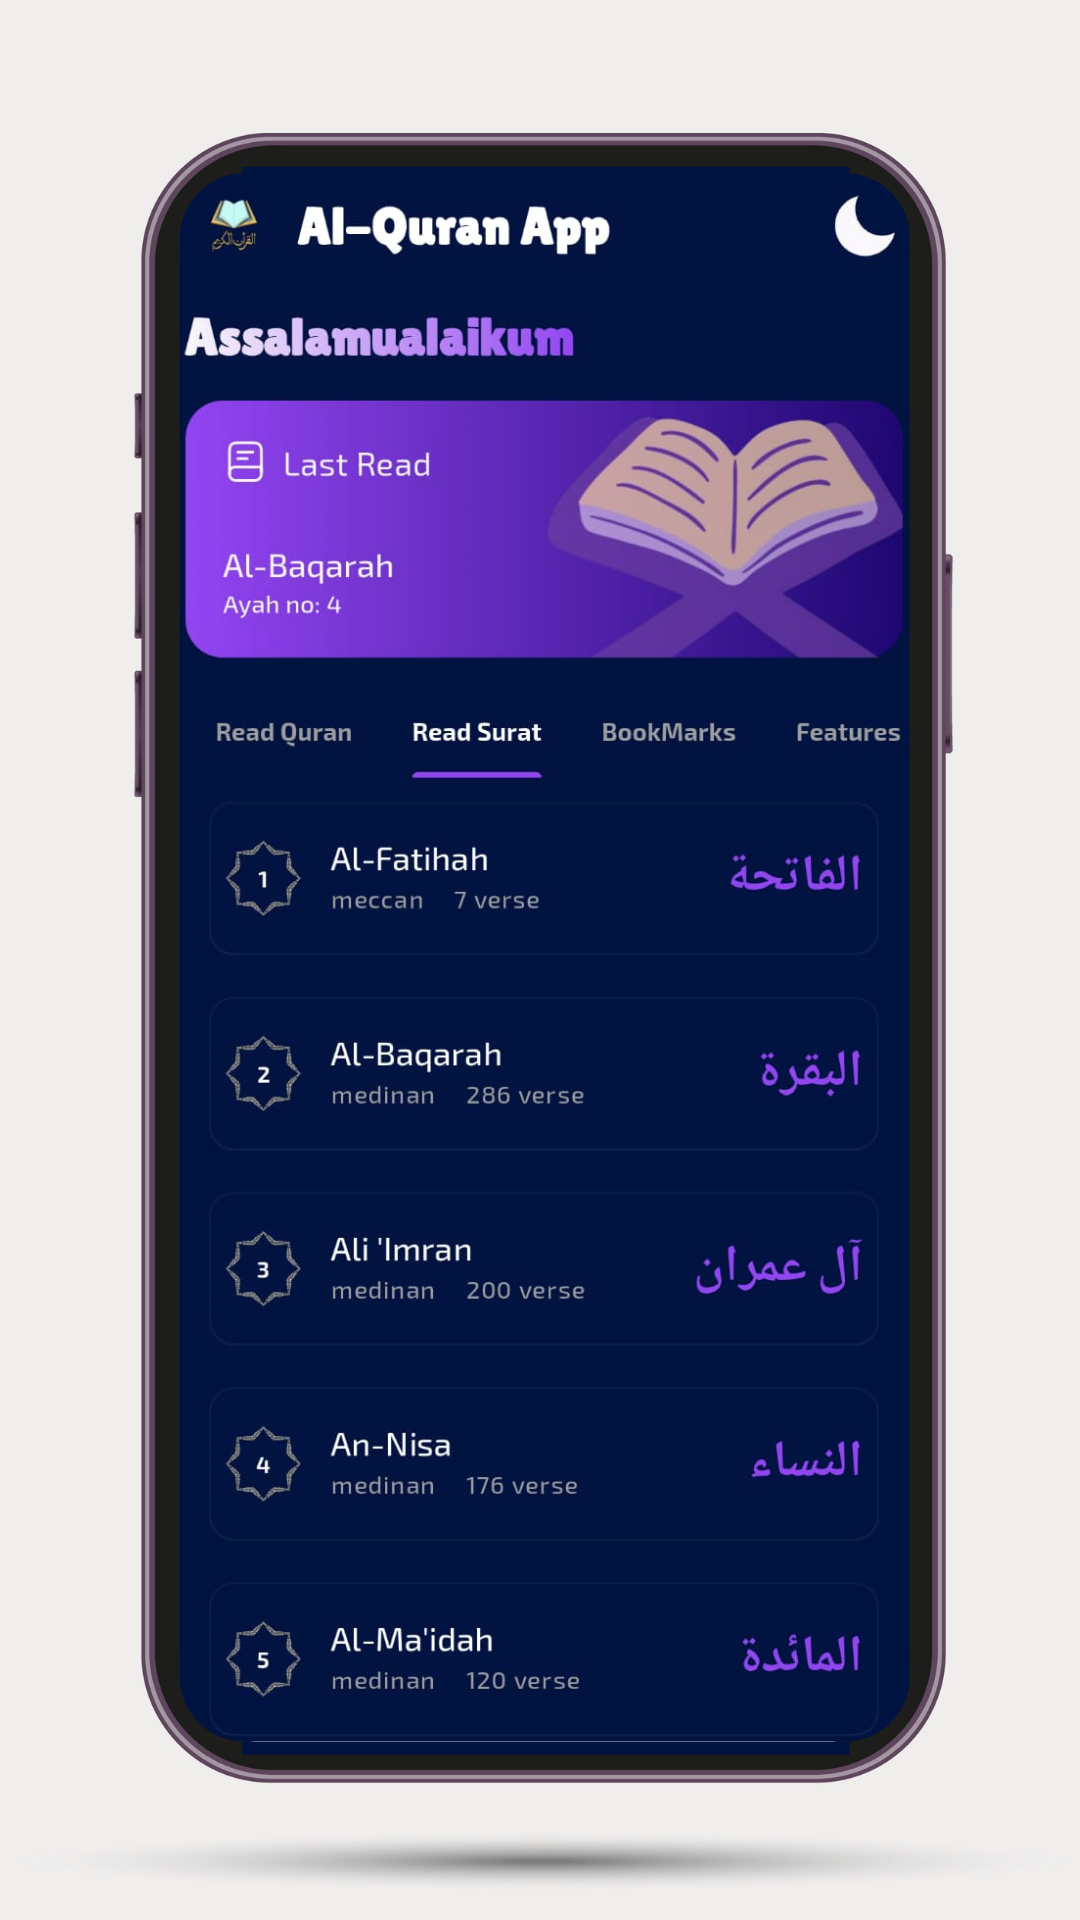 القرآن الكريم
Al-Quran App
Assalamualaikum
Last Read
Al-Baqarah
Ayah no: 4
Read Quran Read Surat BookMarks Features
1 Al-Fatihah الفاتحة
meccan 7 verse
2 Al-Baqarah البقرة
medinan 286 verse
3 Ali 'Imran آل عمران
medinan 200 verse
4 An-Nisa النساء
medinan 176 verse
5 Al-Ma'idah المائدة
medinan 120 verse